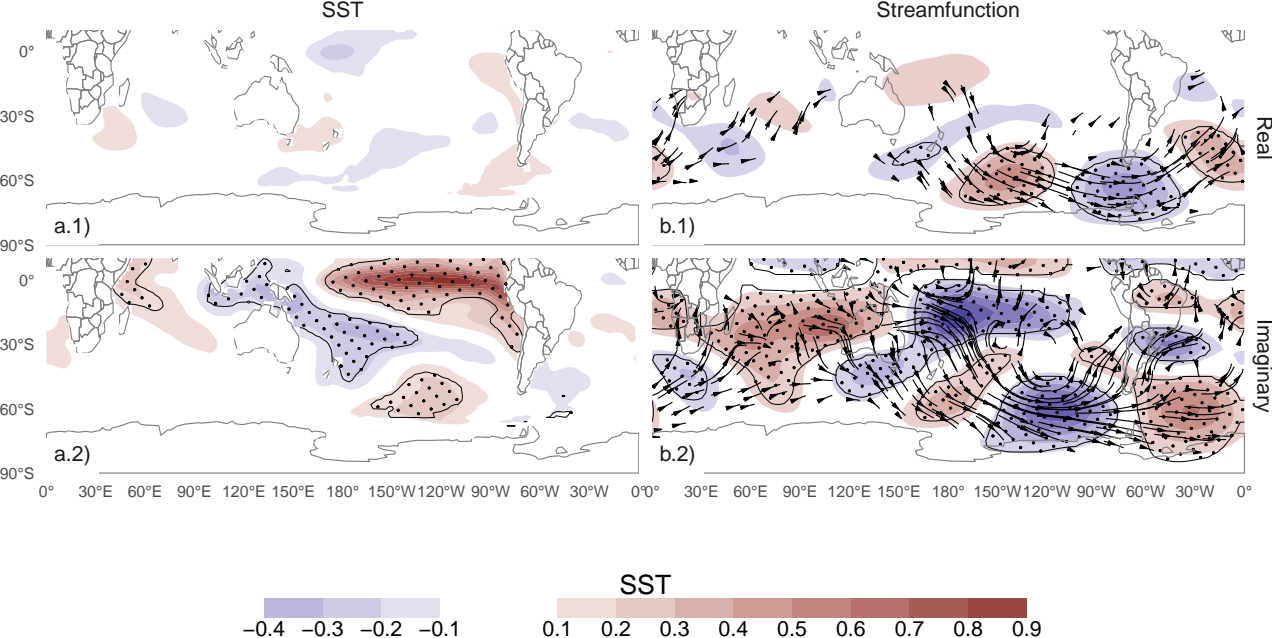 SST Streamfunction
0°
30°S
60°S
90°S
a.1)
b.1)
Real
0°
30°S
60°S
90°S
a.2)
b.2)
Imaginary
0° 30°E 60°E 90°E 120°E 150°E 180° 150°W 120°W 90°W 60°W 30°W 0° 0° 30°E 60°E 90°E 120°E 150°E 180° 150°W 120°W 90°W 60°W 30°W 0°
SST
−0.4 −0.3 −0.2 −0.1 0.1 0.2 0.3 0.4 0.5 0.6 0.7 0.8 0.9